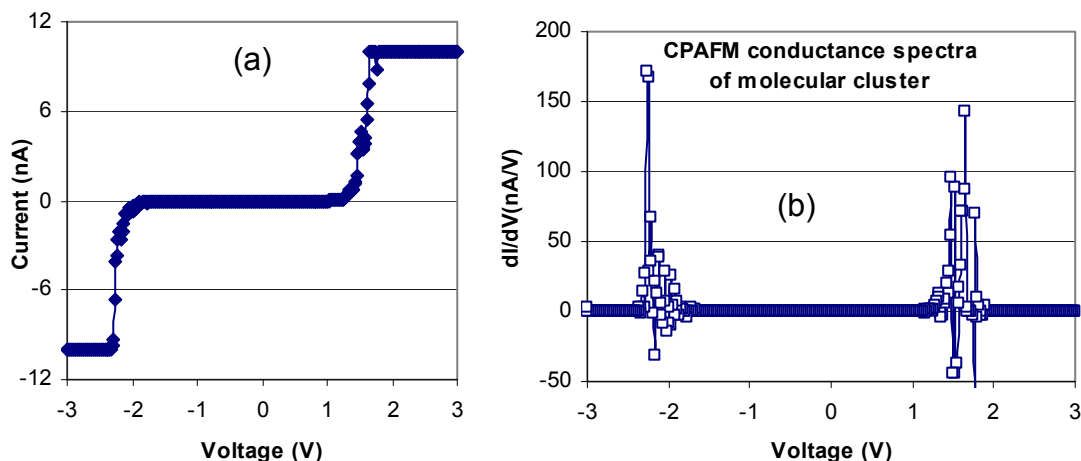 12
6
0
-6
-12
Current (nA)
(a)
-3 -2 -1 0 1 2 3
Voltage (V)
200
150
100
50
0
-50
dI/dV(nA/V)
CPAFM conductance spectra
of molecular cluster
(b)
-3 -2 -1 0 1 2 3
Voltage (V)